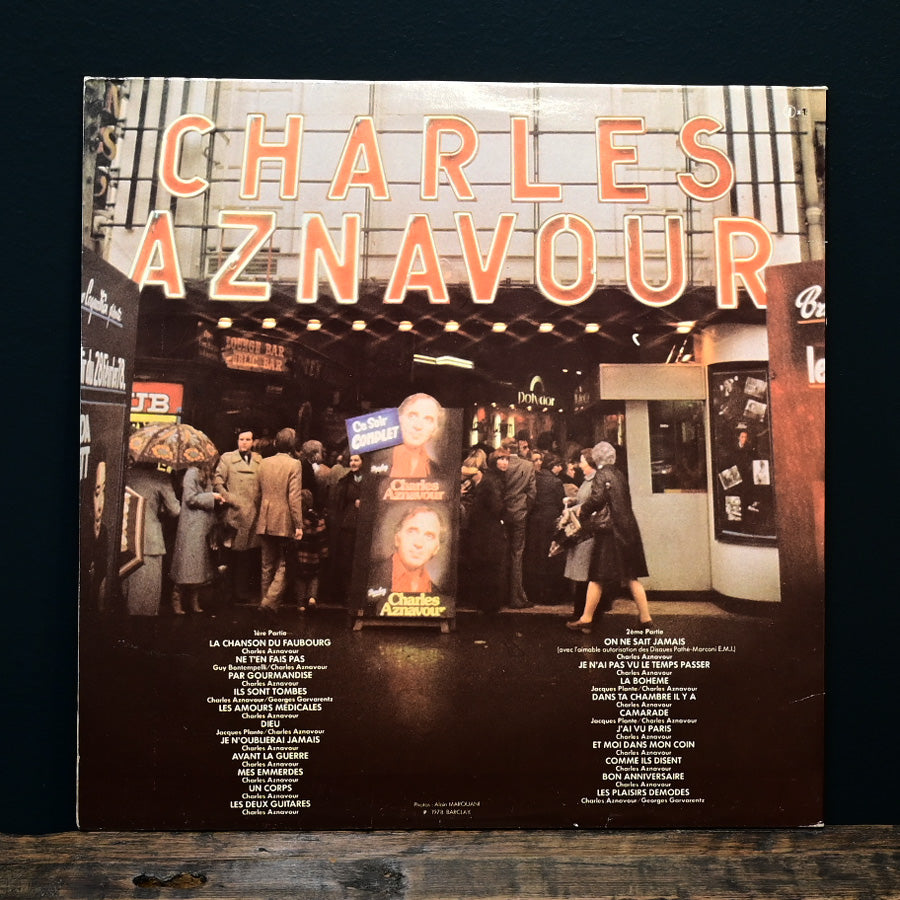 CHARLES
AZNAVOUR
LOUNGE BAR
PUBLIC BAR
Polydor
UB
Ce Soir
COMPLET
Charles
Aznavour
Charles
Aznavour
1ère Partie
LA CHANSON DU FAUBOURG
Charles Aznavour
NE T'EN FAIS PAS
Guy Bontempelli/Charles Aznavour
PAR GOURMANDISE
Charles Aznavour
ILS SONT TOMBES
Charles Aznavour/Georges Garvarentz
LES AMOURS MÉDICALES
Charles Aznavour
DIEU
Jacques Plante/Charles Aznavour
JE N'OUBLIERAI JAMAIS
Charles Aznavour
AVANT LA GUERRE
Charles Aznavour
MES EMMERDES
Charles Aznavour
UN CORPS
Charles Aznavour
LES DEUX GUITARES
Charles Aznavour
2ème Partie
ON NE SAIT JAMAIS
(avec l'aimable autorisation des Disques Pathé-Marconi E.M.I.)
Charles Aznavour
JE N'AI PAS VU LE TEMPS PASSER
Charles Aznavour
LA BOHEME
Jacques Plante/Charles Aznavour
DANS TA CHAMBRE IL Y A
Charles Aznavour
CAMARADE
Jacques Plante/Charles Aznavour
J'AI VU PARIS
Charles Aznavour
ET MOI DANS MON COIN
Charles Aznavour
COMME ILS DISENT
Charles Aznavour
BON ANNIVERSAIRE
Charles Aznavour
LES PLAISIRS DEMODES
Charles Aznavour/Georges Garvarentz
Photos : Alain MAROUANI
℗ 1978 BARCLAY